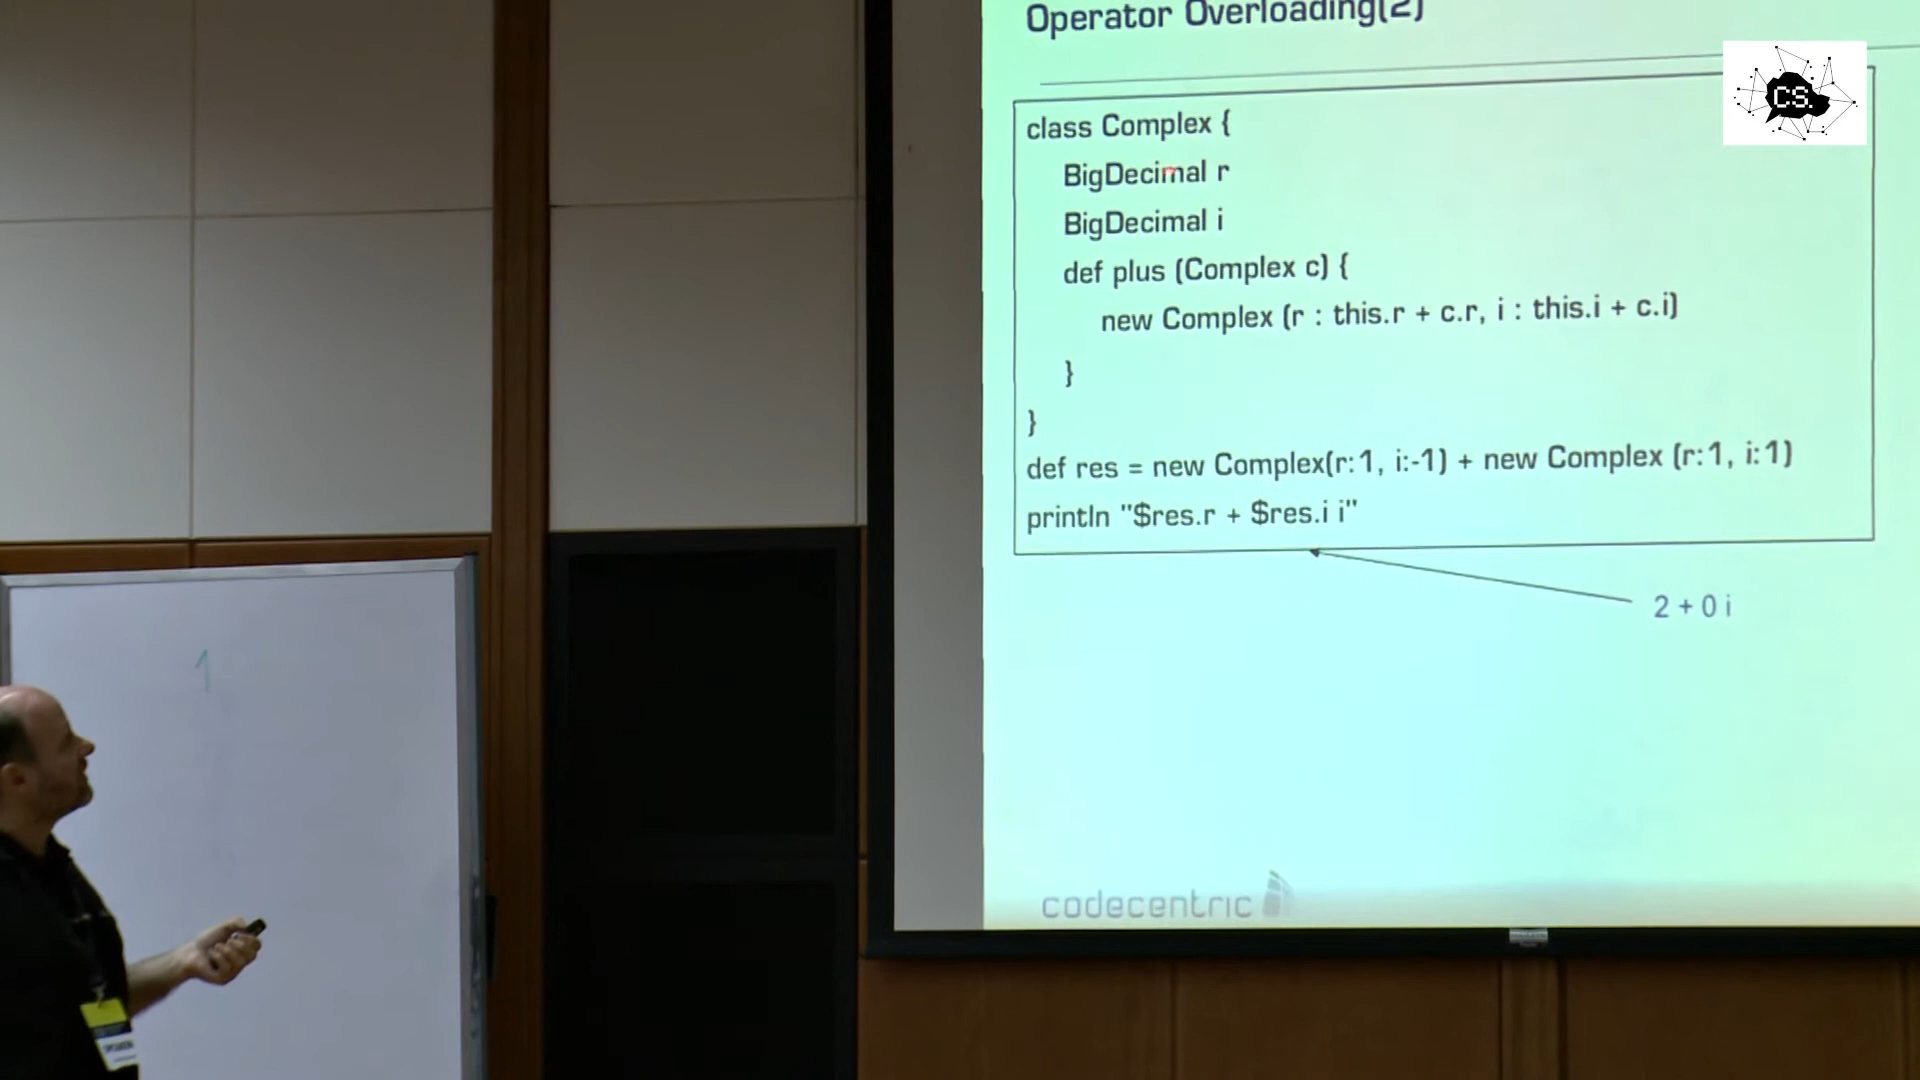 Operator Overloading(2)
CS.
class Complex {
BigDecimal r
BigDecimal i
def plus (Complex c) {
new Complex (r : this.r + c.r, i : this.i + c.i)
}
}
def res = new Complex(r:1, i:-1) + new Complex (r:1, i:1)
println "$res.r + $res.i i"
2 + 0 i
1
codecentric
SPEAKER